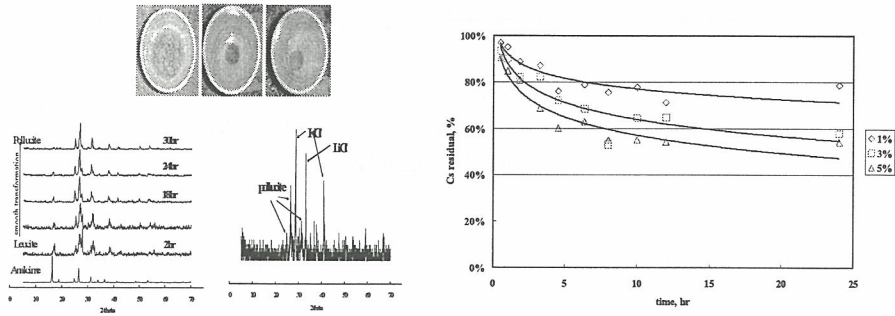 Pollucite
30hr
24hr
18hr
smooth transformation
Leucite
2hr
Analcime
0 10 20 30 40 50 60 70
2theta
KCl
LiCl
pollucite
0 10 20 30 40 50 60 70
2theta
100%
80%
60%
40%
20%
0%
Cs residual, %
0 5 10 15 20 25
time, hr
1%
3%
5%